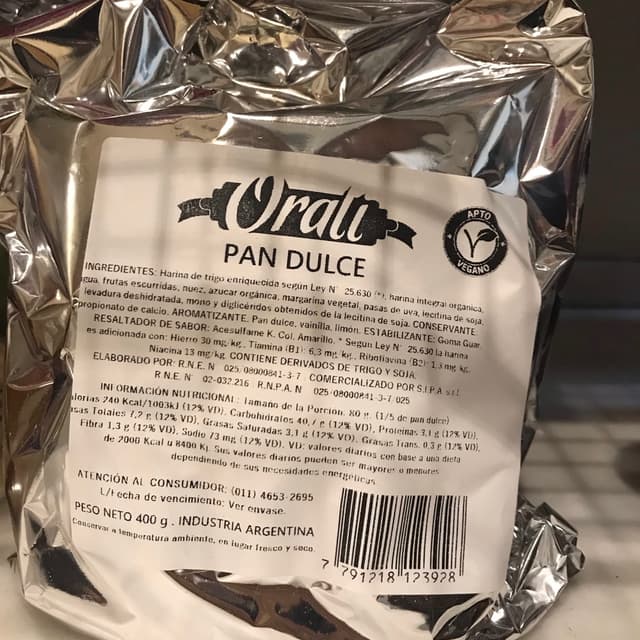 Orali
PAN DULCE
APTO
VEGANO
INGREDIENTES: Harina de trigo enriquecida según Ley N° 25.630 (*), harina integral orgánica,
agua, frutas escurridas, nuez, azúcar orgánica, margarina vegetal, pasas de uva, lecitina de soja,
levadura deshidratada, mono y diglicéridos obtenidos de la lecitina de soja. CONSERVANTE:
propionato de calcio. AROMATIZANTE: Pan dulce, vainilla, limón. ESTABILIZANTE: Goma Guar.
RESALTADOR DE SABOR: Acesulfame K. Col. Amarillo. * Segun Ley N° 25.630 la harina
es adicionada con: Hierro 30 mg/kg., Tiamina (B1): 6,3 mg/kg., Riboflavina (B2): 1,3 mg/kg,
Niacina 13 mg/kg. CONTIENE DERIVADOS DE TRIGO Y SOJA.
ELABORADO POR: R.N.E. N° 025/08000841-3-7 COMERCIALIZADO POR S.I.P.A s.r.l
R.N.E. N° 02-032.216 R.N.P.A. N° 025/08000841-3-7/025
INFORMACIÓN NUTRICIONAL: Tamaño de la Porción: 80 g. (1/5 de pan dulce)
alorías 240 Kcal/1003kJ (12% VD), Carbohidratos 40,7 g (12% VD), Proteínas 3,1 g (12% VD),
asas Totales 7,2 g (12% VD), Grasas Saturadas 3,1 g (12% VD), Grasas Trans. 0,3 g (12% VD),
Fibra 1,3 g (12% VD), Sodio 73 mg (12% VD). VD: valores diarios con base a una dieta
de 2000 Kcal u 8400 Kj. Sus valores diarios pueden ser mayores o menores
dependiendo de sus necesidades energéticas.
ATENCIÓN AL CONSUMIDOR: (011) 4653-2695
L/Fecha de vencimiento: Ver envase.
PESO NETO 400 g. INDUSTRIA ARGENTINA
Conservar a temperatura ambiente, en lugar fresco y seco.
7 791218 123928